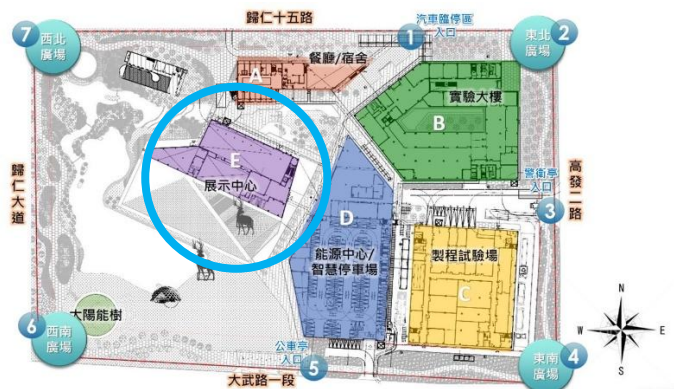 歸仁十五路
7
西北
廣場
汽車臨停區
1
入口
東北
廣場
2
餐廳/宿舍
A
實驗大樓
B
E
展示中心
歸仁大道
高發二路
警衛亭
入口
3
D
能源中心/
智慧停車場
製程試驗場
C
太陽能樹
6
西南
廣場
公車亭
入口
5
大武路一段
東南
廣場
4
N
W
E
S